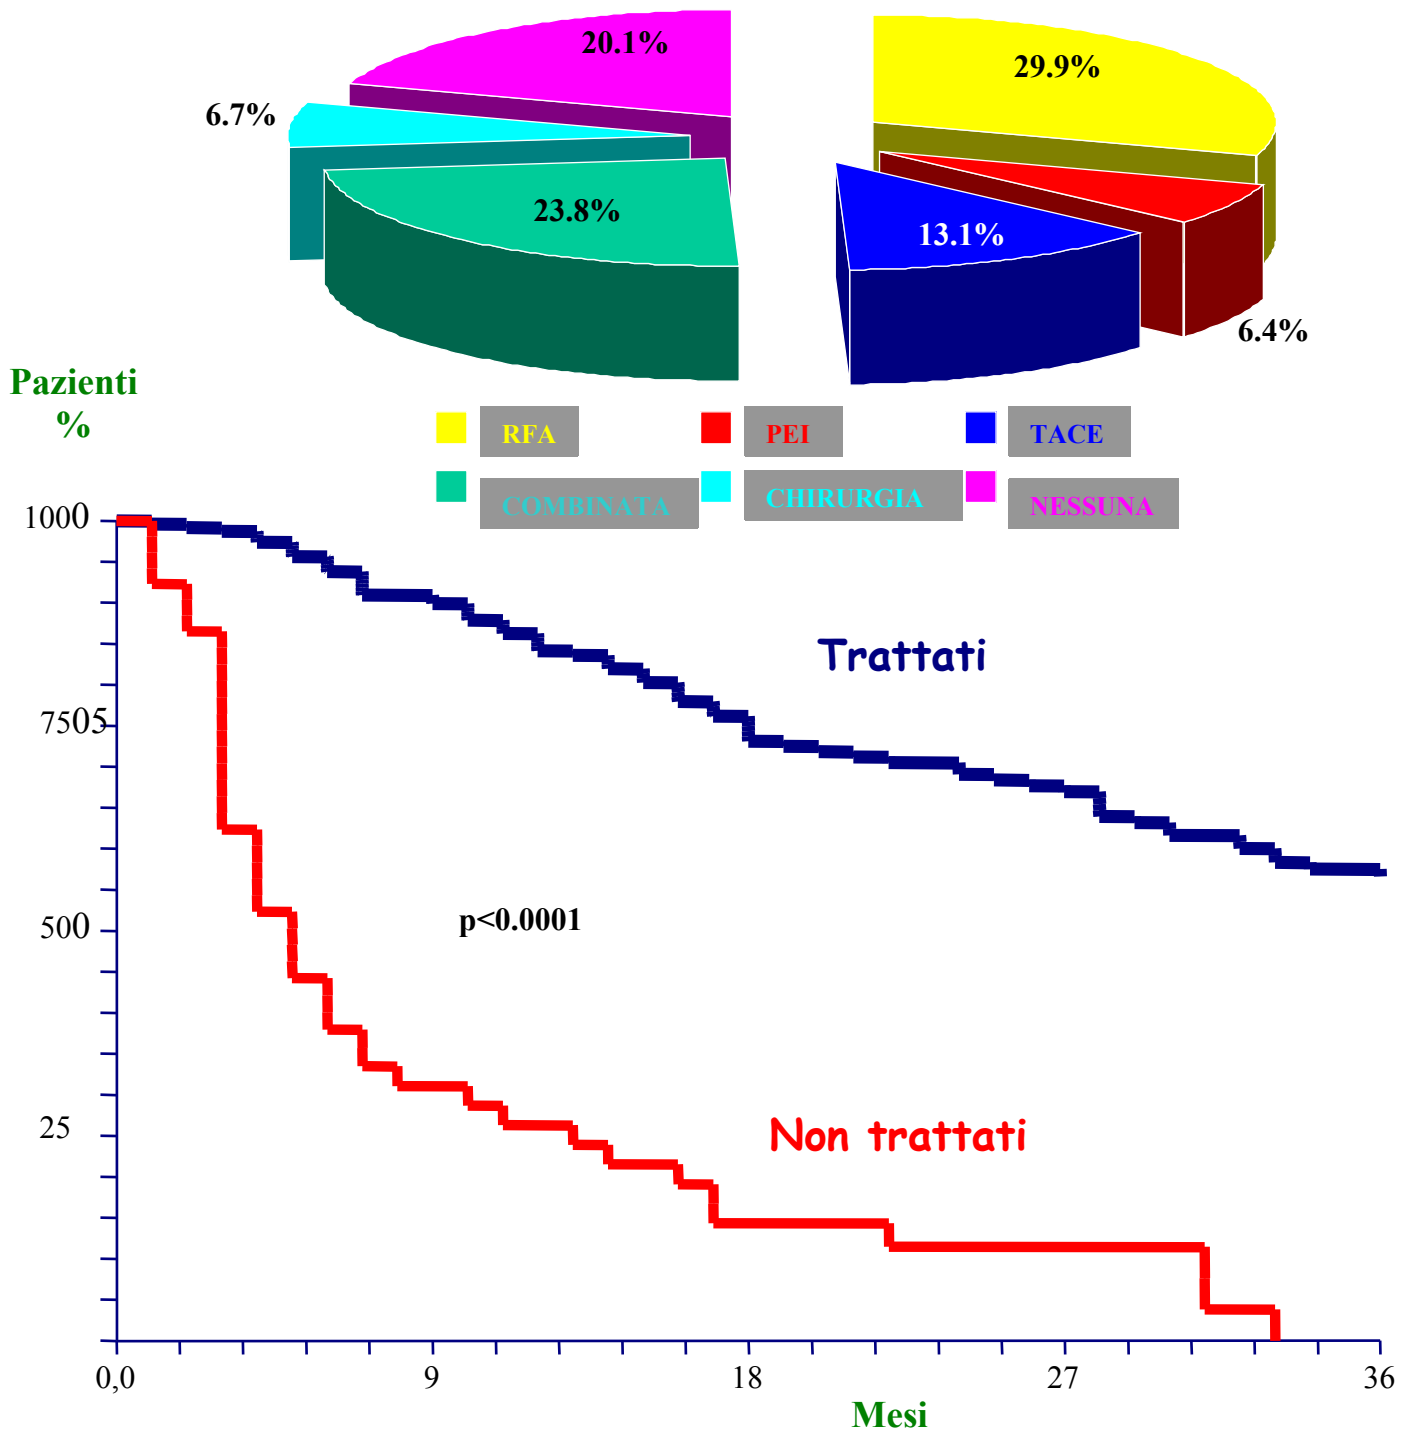 20.1%
29.9%
6.7%
23.8%
13.1%
6.4%
Pazienti
%
RFA
PEI
TACE
COMBINATA
CHIRURGIA
NESSUNA
1000
Trattati
7505
p<0.0001
500
25
Non trattati
0,0
9
18
27
36
Mesi